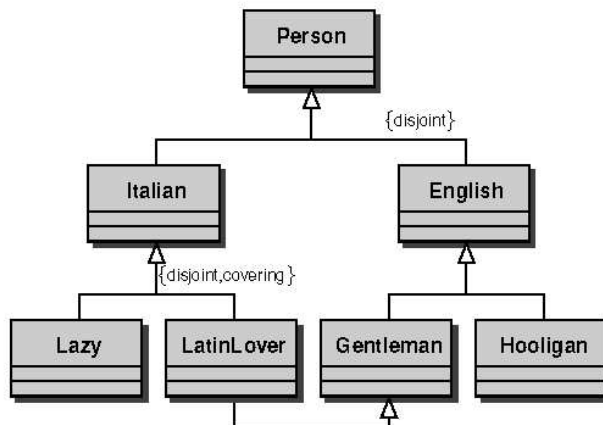 Person
{disjoint}
Italian
English
{disjoint,covering}
Lazy
LatinLover
Gentleman
Hooligan